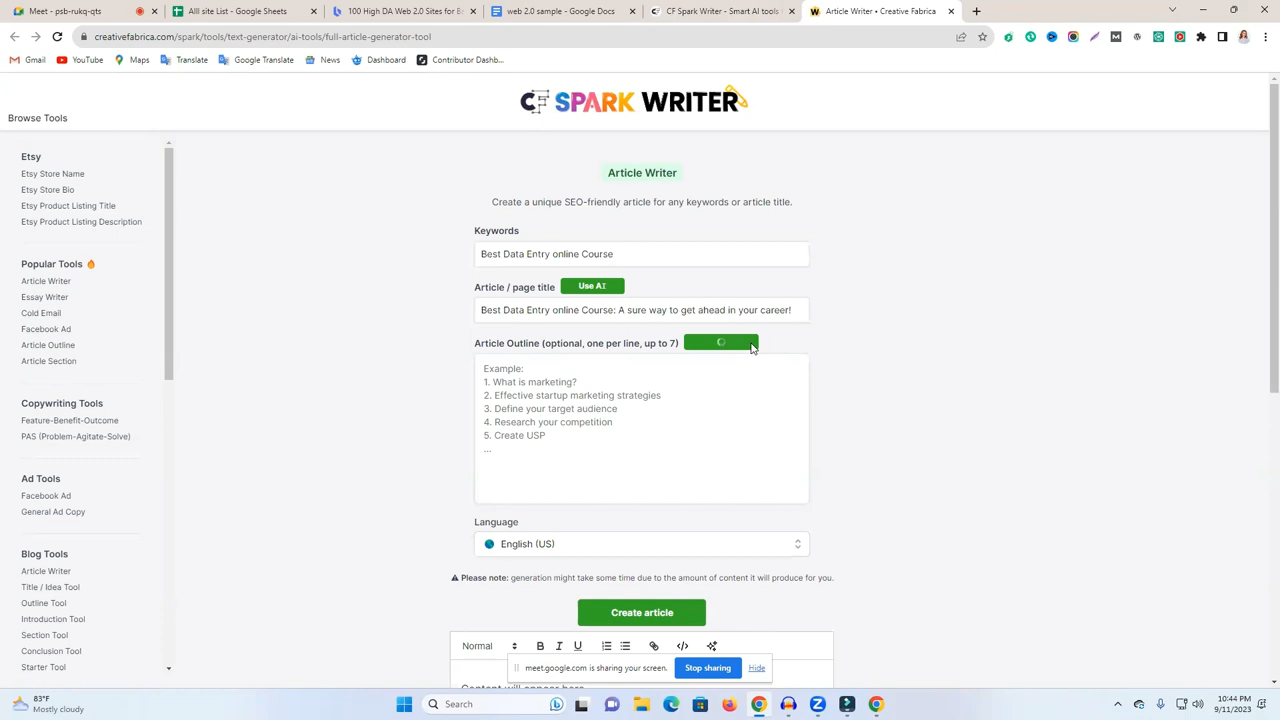 Meet - psb-rukq-qts
Alll site List - Google Sheets
100 High DA Web 2.0 Sites for B
web 2.0 sample - Google Docs
CF Spark Writer - Smart AI tools
Article Writer • Creative Fabrica
creativefabrica.com/spark/tools/text-generator/ai-tools/full-article-generator-tool
Gmail
YouTube
Maps
Translate
Google Translate
News
Dashboard
Contributor Dashb...
CF SPARK WRITER
Browse Tools
Etsy
Etsy Store Name
Etsy Store Bio
Etsy Product Listing Title
Etsy Product Listing Description
Popular Tools
Article Writer
Essay Writer
Cold Email
Facebook Ad
Article Outline
Article Section
Copywriting Tools
Feature-Benefit-Outcome
PAS (Problem-Agitate-Solve)
Ad Tools
Facebook Ad
General Ad Copy
Blog Tools
Article Writer
Title / Idea Tool
Outline Tool
Introduction Tool
Section Tool
Conclusion Tool
Starter Tool
Article Writer
Create a unique SEO-friendly article for any keywords or article title.
Keywords
Best Data Entry online Course
Article / page title
Use AI
Best Data Entry online Course: A sure way to get ahead in your career!
Article Outline (optional, one per line, up to 7)
Example:
1. What is marketing?
2. Effective startup marketing strategies
3. Define your target audience
4. Research your competition
5. Create USP
...
Language
English (US)
Please note: generation might take some time due to the amount of content it will produce for you.
Create article
Normal
B I U
meet.google.com is sharing your screen.
Stop sharing
Hide
83°F
Mostly cloudy
Search
10:44 PM
9/11/2023